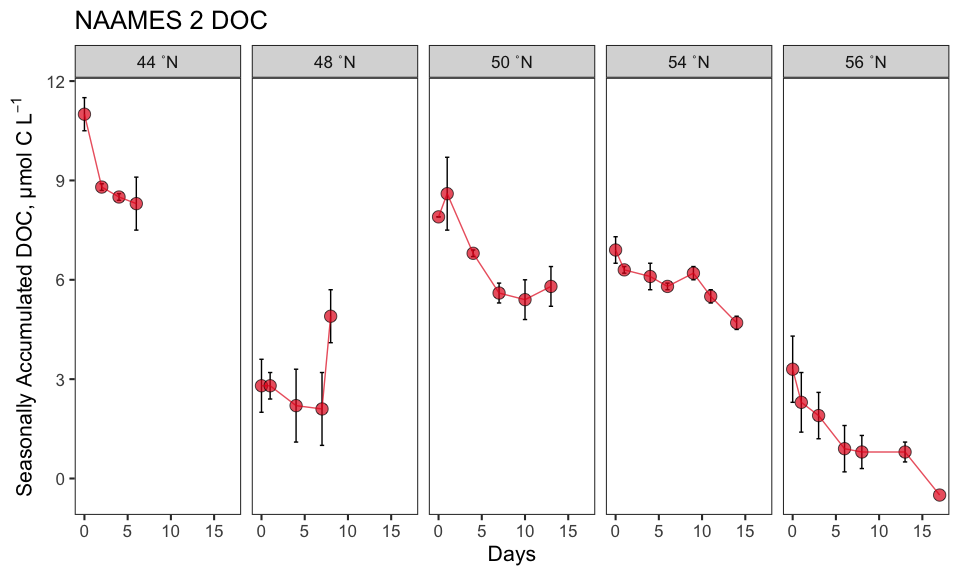 NAAMES 2 DOC
44 °N 48 °N 50 °N 54 °N 56 °N
Seasonally Accumulated DOC, μmol C L⁻¹
12
9
6
3
0
0 5 10 15 0 5 10 15 0 5 10 15 0 5 10 15 0 5 10 15
Days